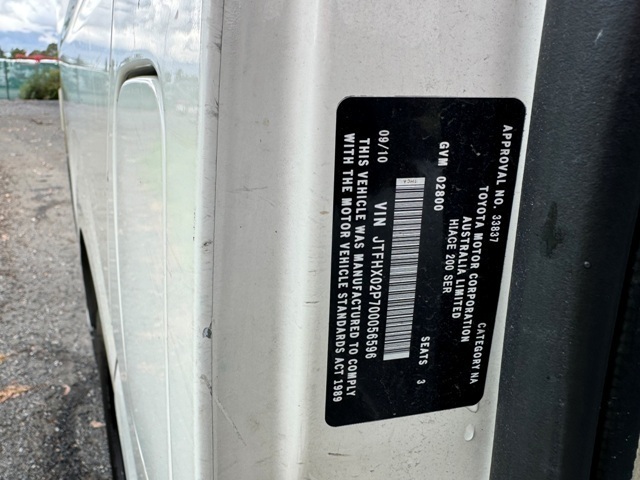 APPROVAL NO. 33837 CATEGORY NA
TOYOTA MOTOR CORPORATION
AUSTRALIA LIMITED
HIACE 200 SER
GVM 02800 SEATS 3
09/10 VIN JTFHX02P700056596
THIS VEHICLE WAS MANUFACTURED TO COMPLY
WITH THE MOTOR VEHICLE STANDARDS ACT 1989